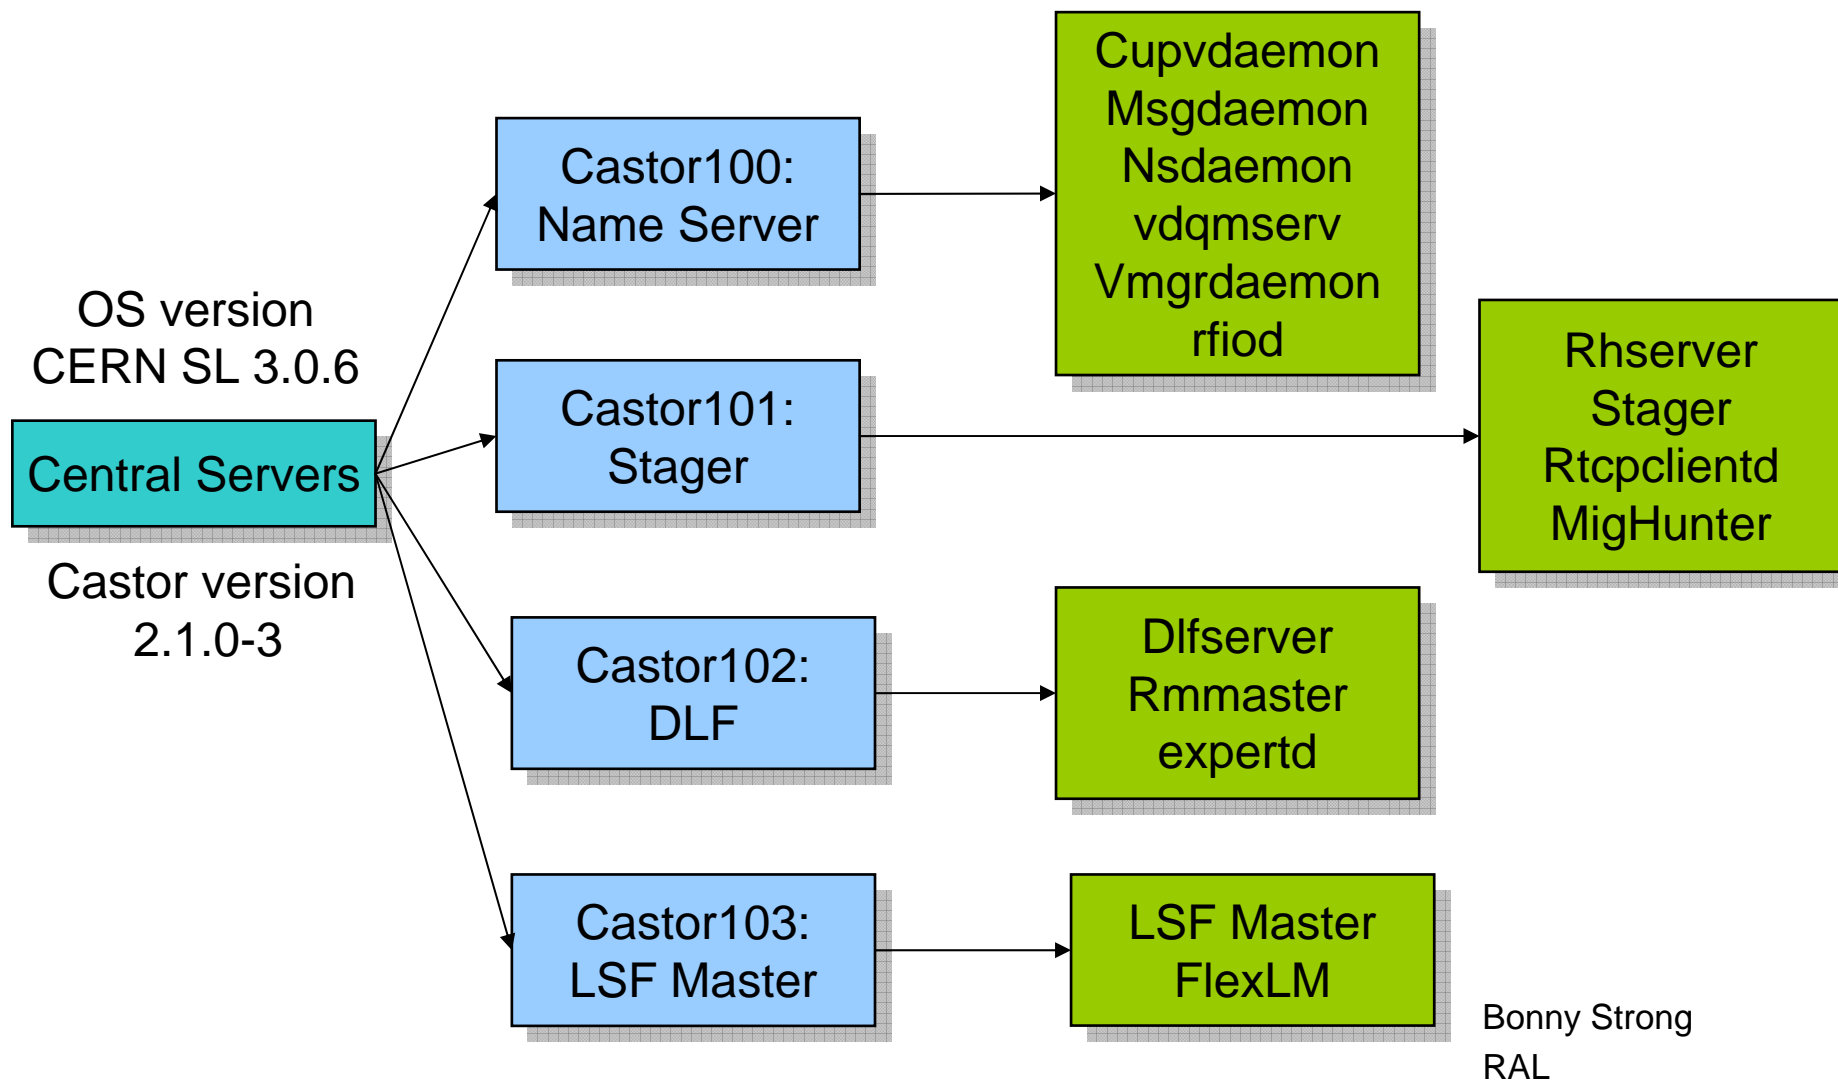 OS version
CERN SL 3.0.6
Central Servers
Castor version
2.1.0-3
Castor100:
Name Server
Cupvdaemon
Msgdaemon
Nsdaemon
vdqmserv
Vmgrdaemon
rfiod
Castor101:
Stager
Rhserver
Stager
Rtcpclientd
MigHunter
Castor102:
DLF
Dlfserver
Rmmaster
expertd
Castor103:
LSF Master
LSF Master
FlexLM
Bonny Strong
RAL